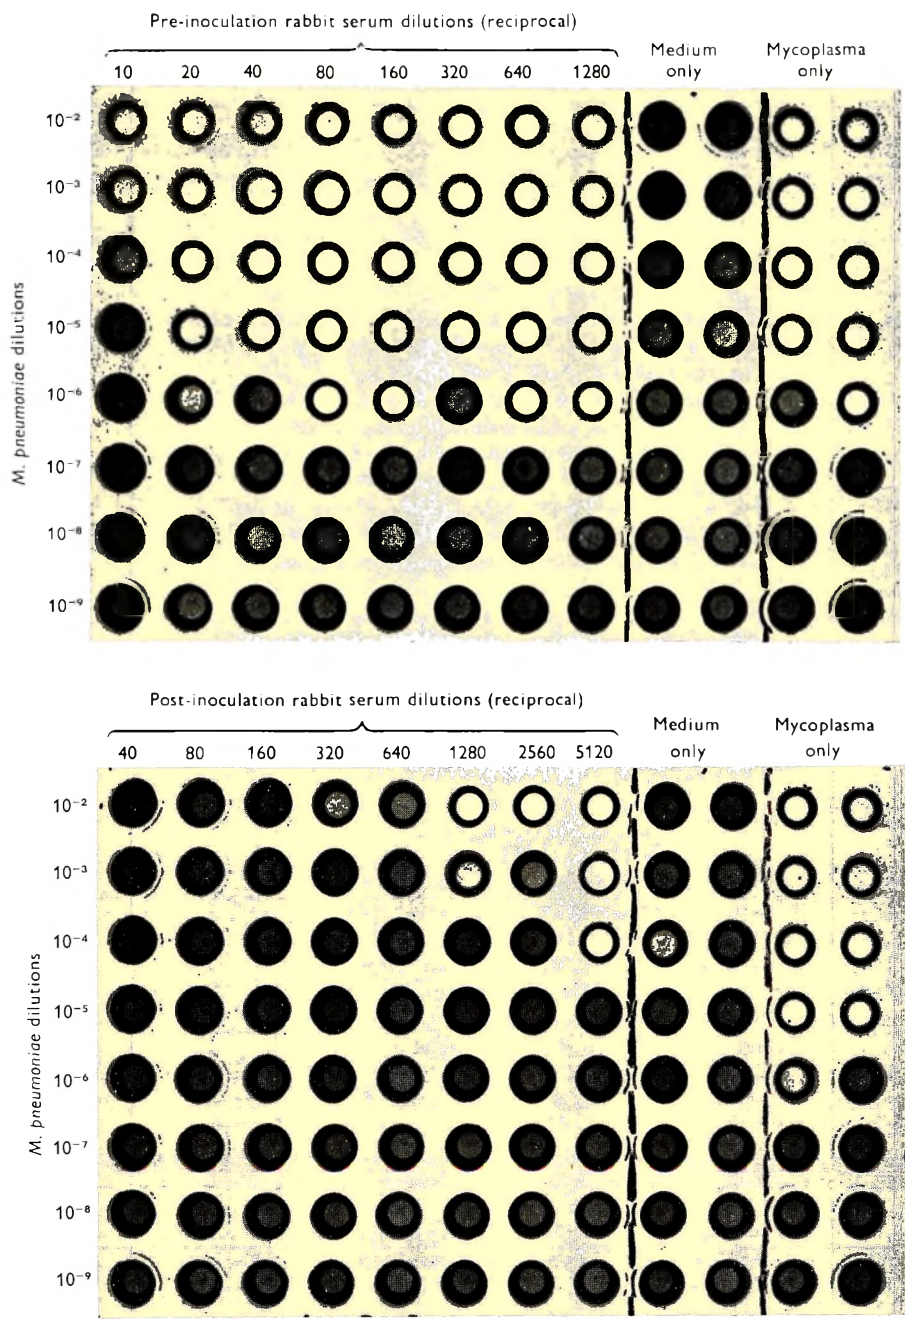 Pre-inoculation rabbit serum dilutions (reciprocal)
Medium only
Mycoplasma only
10 20 40 80 160 320 640 1280
M. pneumoniae dilutions
10⁻²
10⁻³
10⁻⁴
10⁻⁵
10⁻⁶
10⁻⁷
10⁻⁸
10⁻⁹
Post-inoculation rabbit serum dilutions (reciprocal)
Medium only
Mycoplasma only
40 80 160 320 640 1280 2560 5120
M. pneumoniae dilutions
10⁻²
10⁻³
10⁻⁴
10⁻⁵
10⁻⁶
10⁻⁷
10⁻⁸
10⁻⁹